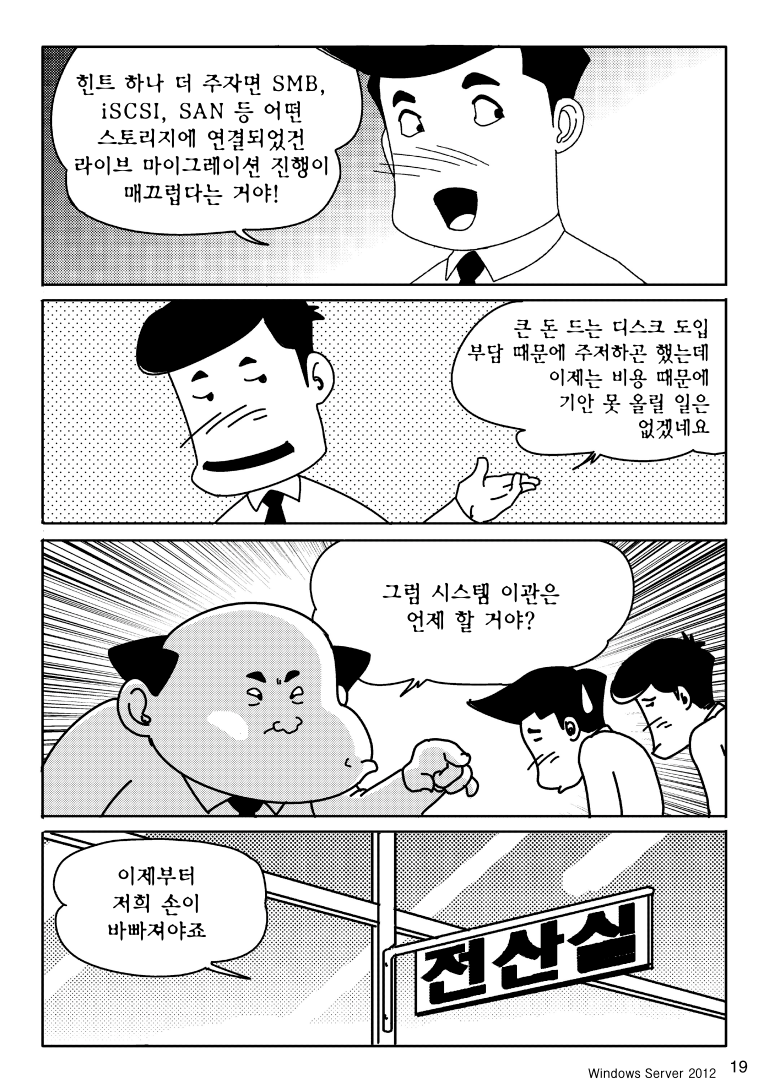 힌트 하나 더 주자면 SMB,
iSCSI, SAN 등 어떤
스토리지에 연결되었건
라이브 마이그레이션 진행이
매끄럽다는 거야!
큰 돈 드는 디스크 도입
부담 때문에 주저하곤 했는데
이제는 비용 때문에
기안 못 올릴 일은
없겠네요
그럼 시스템 이관은
언제 할 거야?
이제부터
저희 손이
바빠져야죠
전산실
Windows Server 2012 19